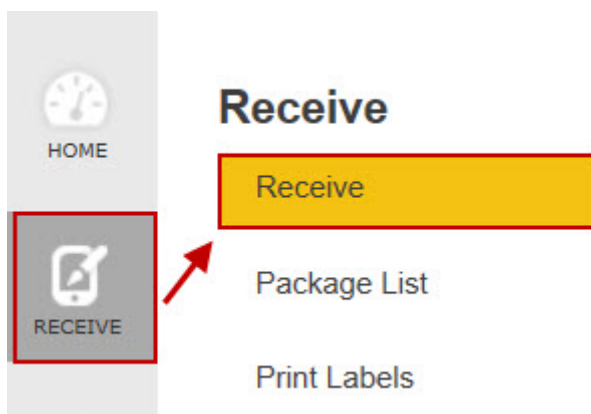 HOME
RECEIVE
Receive
Receive
Package List
Print Labels